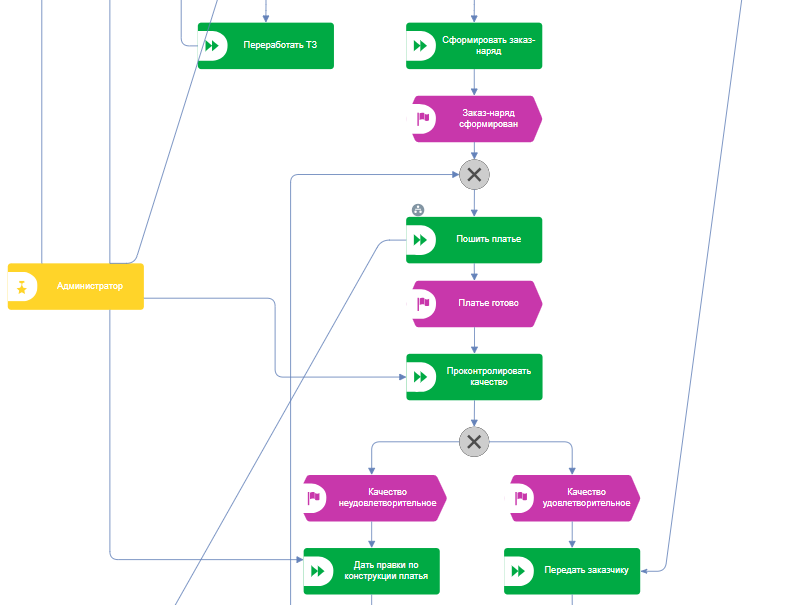 Переработать ТЗ
Сформировать заказ-
наряд
Заказ-наряд
сформирован
Пошить платье
Администратор
Платье готово
Проконтролировать
качество
Качество
неудовлетворительное
Качество
удовлетворительное
Дать правки по
конструкции платья
Передать заказчику